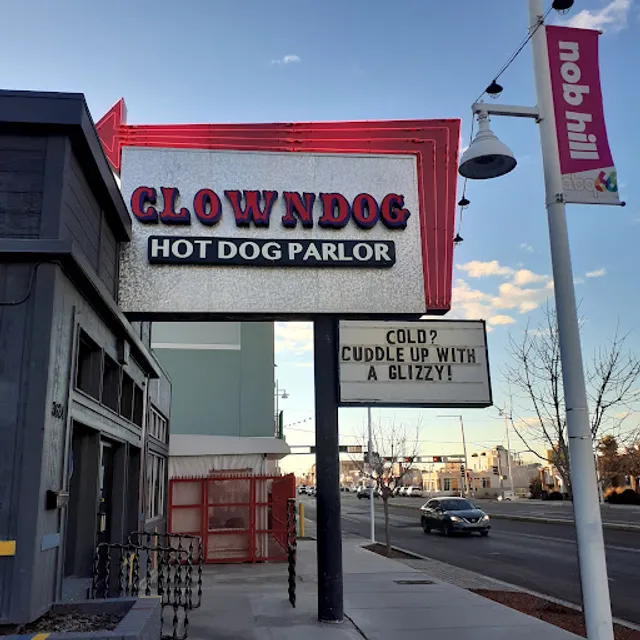 CLOWNDOG
HOT DOG PARLOR
COLD?
CUDDLE UP WITH
A GLIZZY!
nob hill